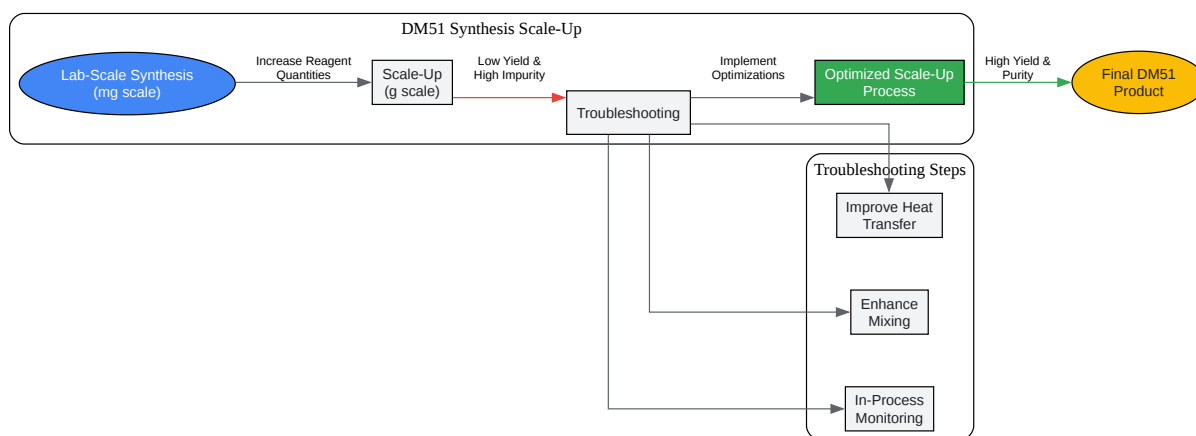 DM51 Synthesis Scale-Up
Lab-Scale Synthesis
(mg scale)
Increase Reagent
Quantities
Scale-Up
(g scale)
Low Yield &
High Impurity
Troubleshooting
Implement
Optimizations
Optimized Scale-Up
Process
High Yield &
Purity
Final DM51
Product
Troubleshooting Steps
Improve Heat
Transfer
Enhance
Mixing
In-Process
Monitoring